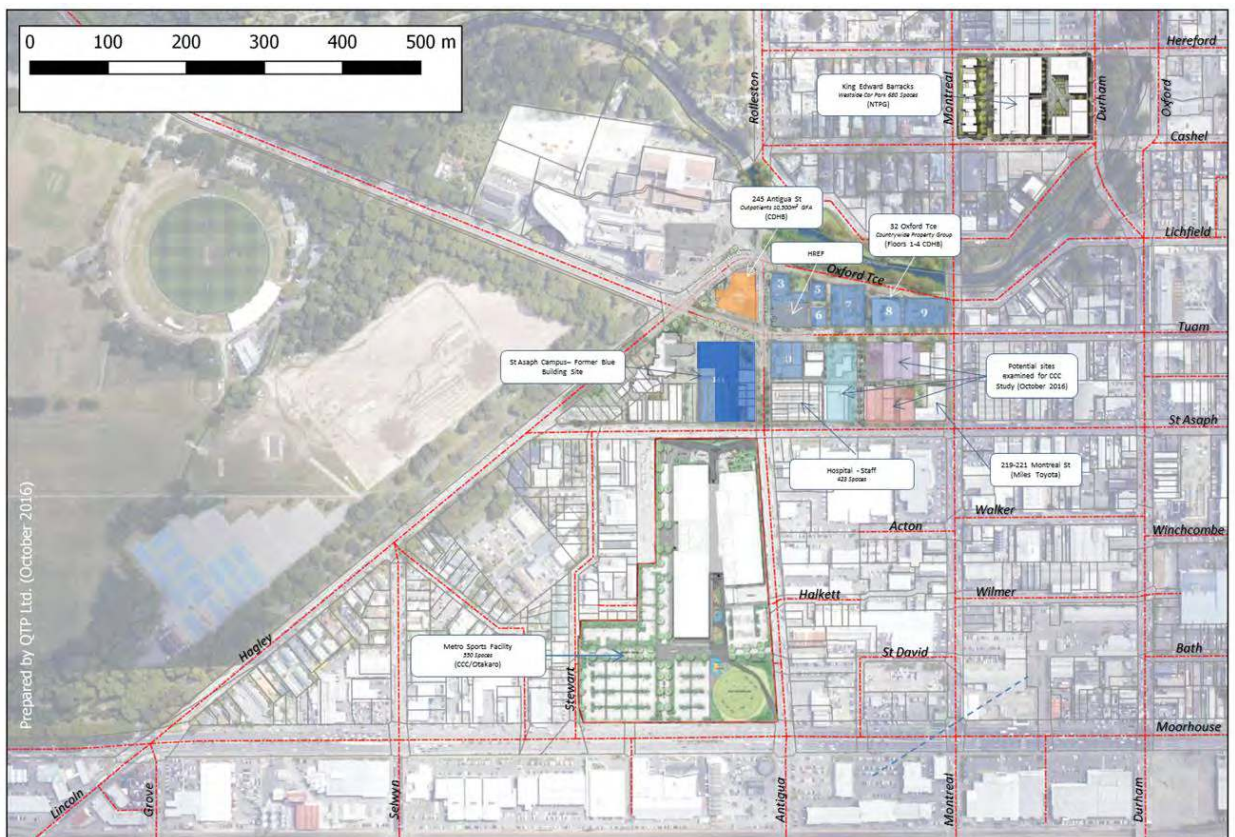 0 100 200 300 400 500 m
Hereford
Rolleston
Montreal
Durham
Oxford
King Edward Barracks
Westside Car Park 680 Spaces
(NTPG)
Cashel
245 Antigua St
Outpatients 10,500m² GFA
(CDHB)
32 Oxford Tce
Countrywide Property Group
(Floors 1-4 CDHB)
Lichfield
HREF
Oxford Tce
3
5
6
7
8
9
Tuam
St Asaph Campus– Former Blue
Building Site
Potential sites
examined for CCC
Study (October 2016)
St Asaph
Hospital - Staff
428 Spaces
219-221 Montreal St
(Miles Toyota)
Prepared by QTP Ltd. (October 2016)
Acton
Walker
Winchcombe
Halkett
Wilmer
Hagley
Metro Sports Facility
550 Spaces
(CCC/Otakaro)
Stewart
St David
Bath
Moorhouse
Lincoln
Grove
Selwyn
Antigua
Montreal
Durham